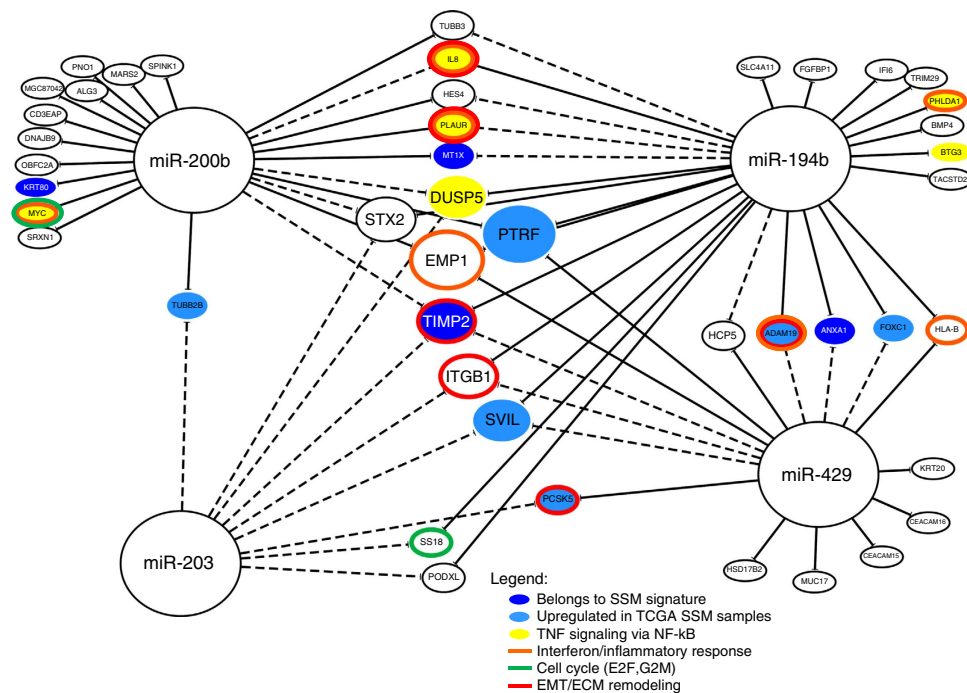 TUBB3
PNO1
SPINK1
MARS2
MGC87042
ALG3
IL8
SLC4A11
FGFBP1
IFI6
TRIM29
CD3EAP
HES4
PHLDA1
DNAJB9
PLAUR
BMP4
OBFC2A
miR-200b
MT1X
miR-194b
BTG3
KRT80
DUSP5
TACSTD2
MYC
STX2
PTRF
SRXN1
EMP1
TUBB2B
TIMP2
HCP5
ADAM19
ANXA1
FOXC1
HLA-B
ITGB1
SVIL
miR-429
KRT20
PCSK5
CEACAM16
SS18
miR-203
PODXL
HSD17B2
MUC17
CEACAM15
Legend:
Belongs to SSM signature
Upregulated in TCGA SSM samples
TNF signaling via NF-kB
Interferon/inflammatory response
Cell cycle (E2F,G2M)
EMT/ECM remodeling